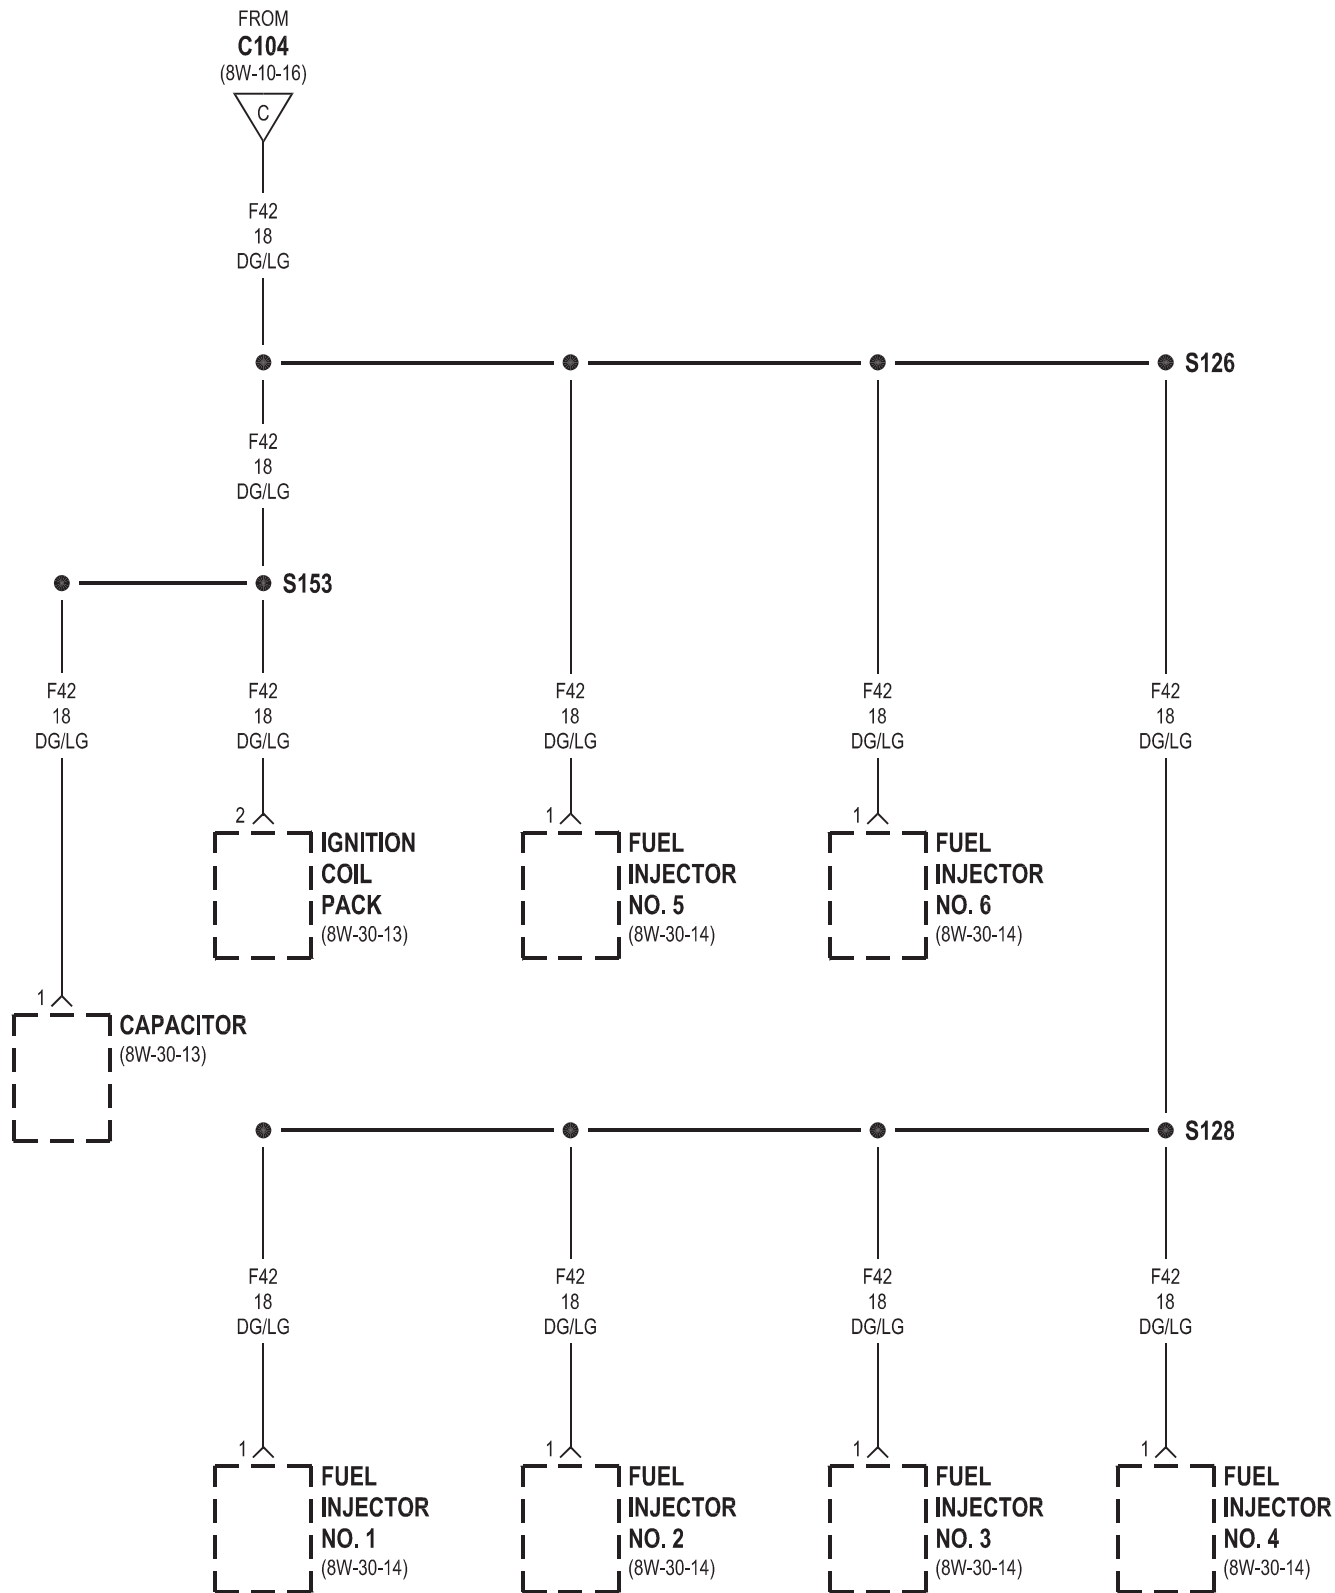 FROM
C104
(8W-10-16)
C
F42
18
DG/LG
S126
F42
18
DG/LG
S153
F42
18
DG/LG
F42
18
DG/LG
F42
18
DG/LG
F42
18
DG/LG
F42
18
DG/LG
2
IGNITION
COIL
PACK
(8W-30-13)
1
FUEL
INJECTOR
NO. 5
(8W-30-14)
1
FUEL
INJECTOR
NO. 6
(8W-30-14)
1
CAPACITOR
(8W-30-13)
S128
F42
18
DG/LG
F42
18
DG/LG
F42
18
DG/LG
F42
18
DG/LG
1
FUEL
INJECTOR
NO. 1
(8W-30-14)
1
FUEL
INJECTOR
NO. 2
(8W-30-14)
1
FUEL
INJECTOR
NO. 3
(8W-30-14)
1
FUEL
INJECTOR
NO. 4
(8W-30-14)